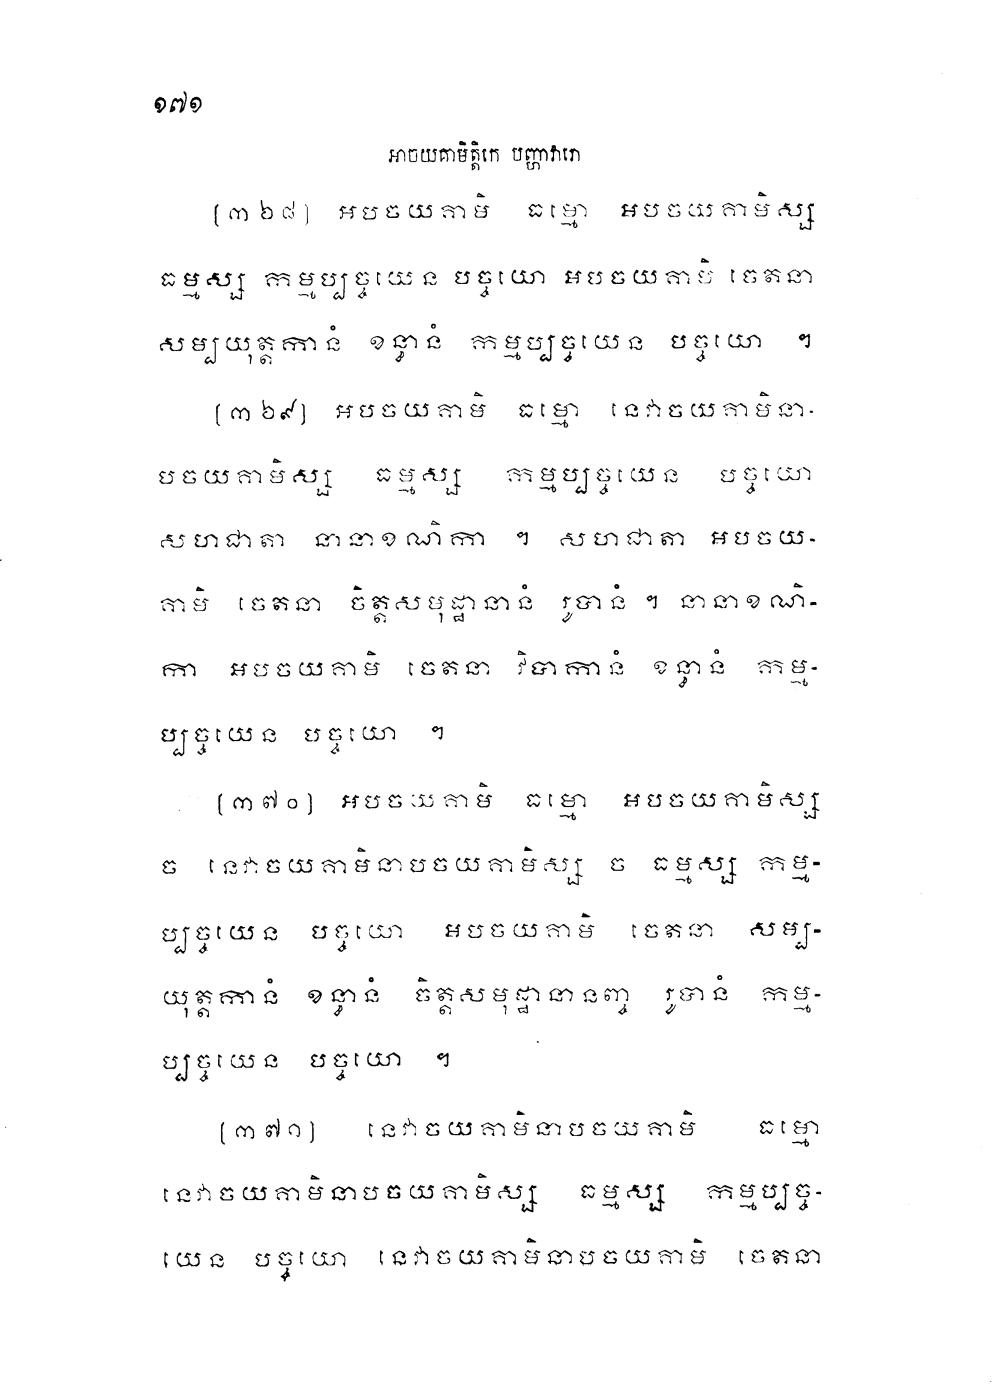 ១៧១
អាចយគាមិត្តិកេ បញ្ហាវារោ
[៣៦៨] អបចយគាមិ ធម្មោ អបចយគាមិស្ស
ធម្មស្ស កម្មប្បច្ចយេន បច្ចយោ អបចយគាមិ ចេតនា
សម្បយុត្តកានំ ខន្ធានំ កម្មប្បច្ចយេន បច្ចយោ ។
[៣៦៩] អបចយគាមិ ធម្មោ នេវាចយគាមិនា-
បចយគាមិស្ស ធម្មស្ស កម្មប្បច្ចយេន បច្ចយោ
សហជាតា នានាខណិកា ។ សហជាតា អបចយ-
គាមិ ចេតនា ចិត្តសមុដ្ឋានានំ រូបានំ ។ នានាខណិ-
កា អបចយគាមិ ចេតនា វិបាកានំ ខន្ធានំ កម្ម-
ប្បច្ចយេន បច្ចយោ ។
[៣៧០] អបចយគាមិ ធម្មោ អបចយគាមិស្ស
ច នេវាចយគាមិនាបចយគាមិស្ស ច ធម្មស្ស កម្ម-
ប្បច្ចយេន បច្ចយោ អបចយគាមិ ចេតនា សម្ប-
យុត្តកានំ ខន្ធានំ ចិត្តសមុដ្ឋានានញ្ច រូបានំ កម្ម-
ប្បច្ចយេន បច្ចយោ ។
[៣៧១] នេវាចយគាមិនាបចយគាមិ ធម្មោ
នេវាចយគាមិនាបចយគាមិស្ស ធម្មស្ស កម្មប្បច្ច-
យេន បច្ចយោ នេវាចយគាមិនាបចយគាមិ ចេតនា